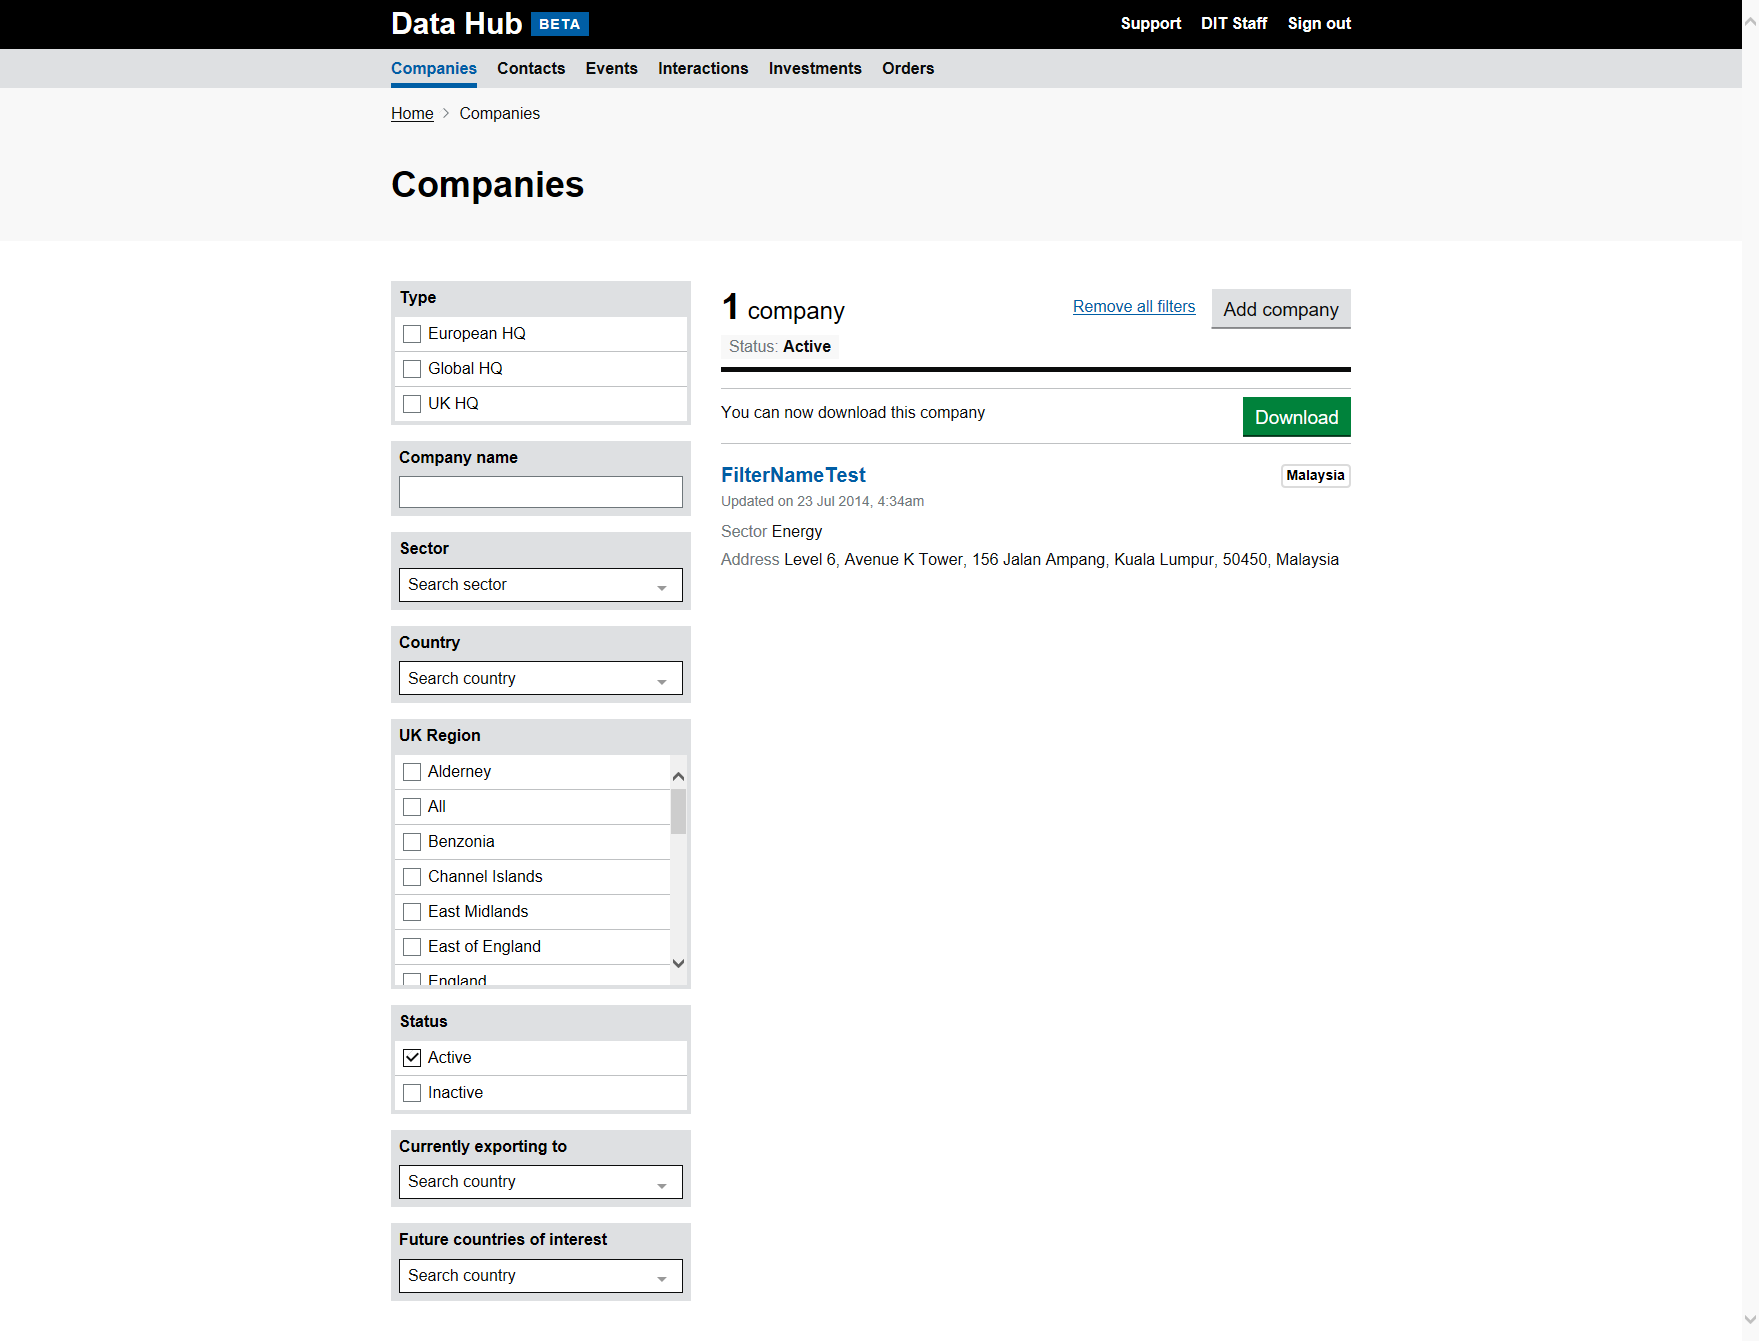 Data Hub BETA
Support DIT Staff Sign out
Companies Contacts Events Interactions Investments Orders
Home Companies
Companies
Type
European HQ
Global HQ
UK HQ
Company name
Sector
Search sector
Country
Search country
UK Region
Alderney
All
Benzonia
Channel Islands
East Midlands
East of England
England
Status
Active
Inactive
Currently exporting to
Search country
Future countries of interest
Search country
1 company
Remove all filters
Add company
Status: Active
You can now download this company
Download
FilterNameTest
Malaysia
Updated on 23 Jul 2014, 4:34am
Sector Energy
Address Level 6, Avenue K Tower, 156 Jalan Ampang, Kuala Lumpur, 50450, Malaysia